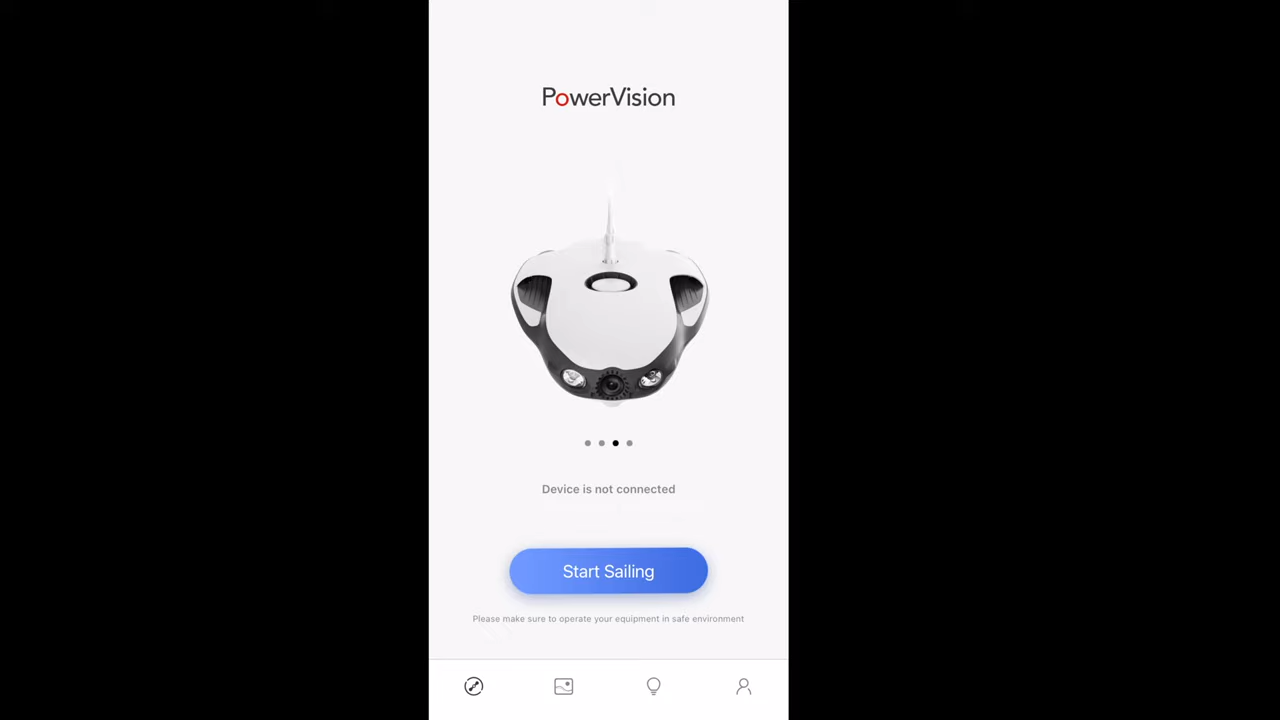 PowerVision
Device is not connected
Start Sailing
Please make sure to operate your equipment in safe environment